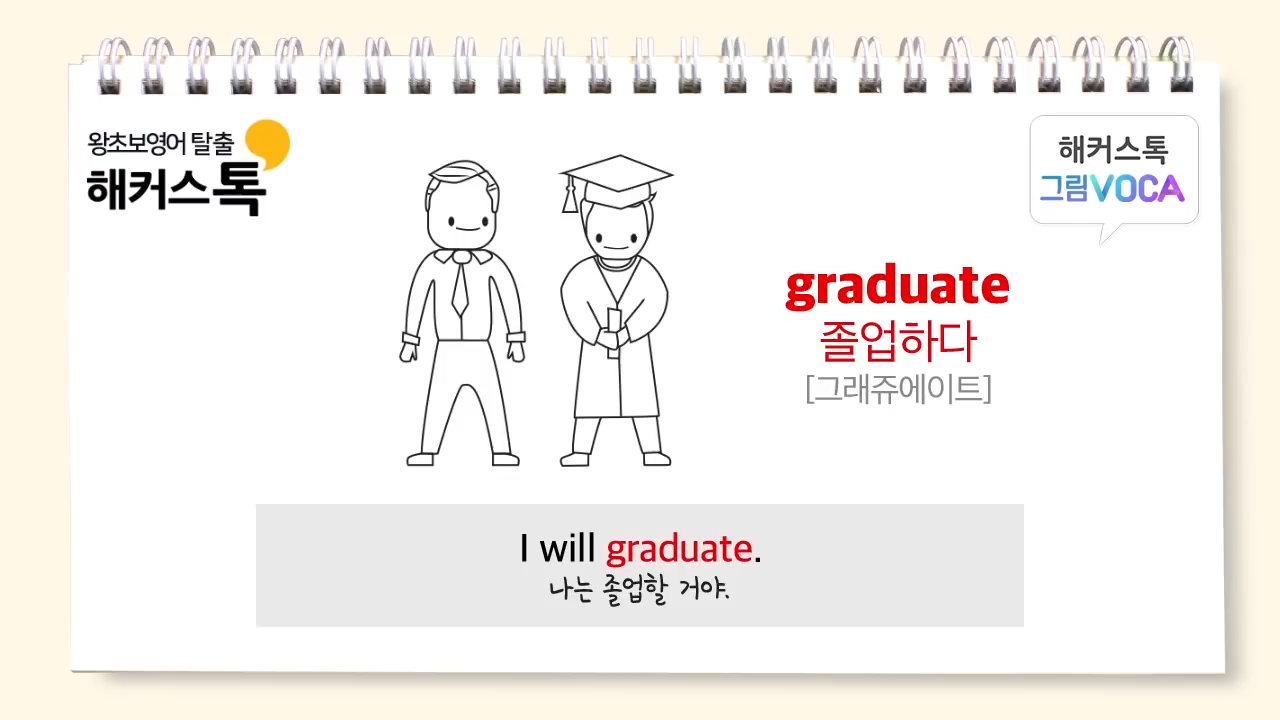 왕초보영어 탈출
해커스톡
해커스톡
그림VOCA
graduate
졸업하다
[그래쥬에이트]
I will graduate.
나는 졸업할 거야.